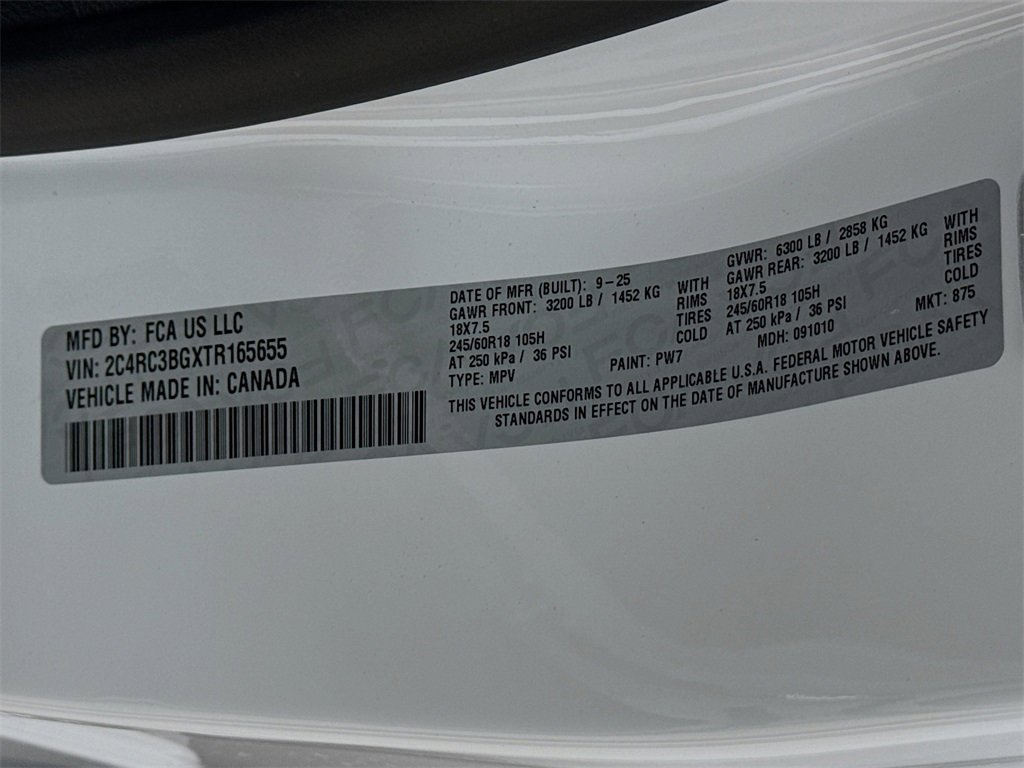 MFD BY: FCA US LLC
VIN: 2C4RC3BGXTR165655
VEHICLE MADE IN: CANADA
DATE OF MFR (BUILT): 9-25
GAWR FRONT: 3200 LB / 1452 KG WITH
18X7.5 RIMS
245/60R18 105H TIRES
AT 250 kPa / 36 PSI COLD
TYPE: MPV PAINT: PW7
GVWR: 6300 LB / 2858 KG
GAWR REAR: 3200 LB / 1452 KG WITH
18X7.5 RIMS
245/60R18 105H TIRES
AT 250 kPa / 36 PSI COLD
MDH: 091010 MKT: 875
THIS VEHICLE CONFORMS TO ALL APPLICABLE U.S.A. FEDERAL MOTOR VEHICLE SAFETY
STANDARDS IN EFFECT ON THE DATE OF MANUFACTURE SHOWN ABOVE.